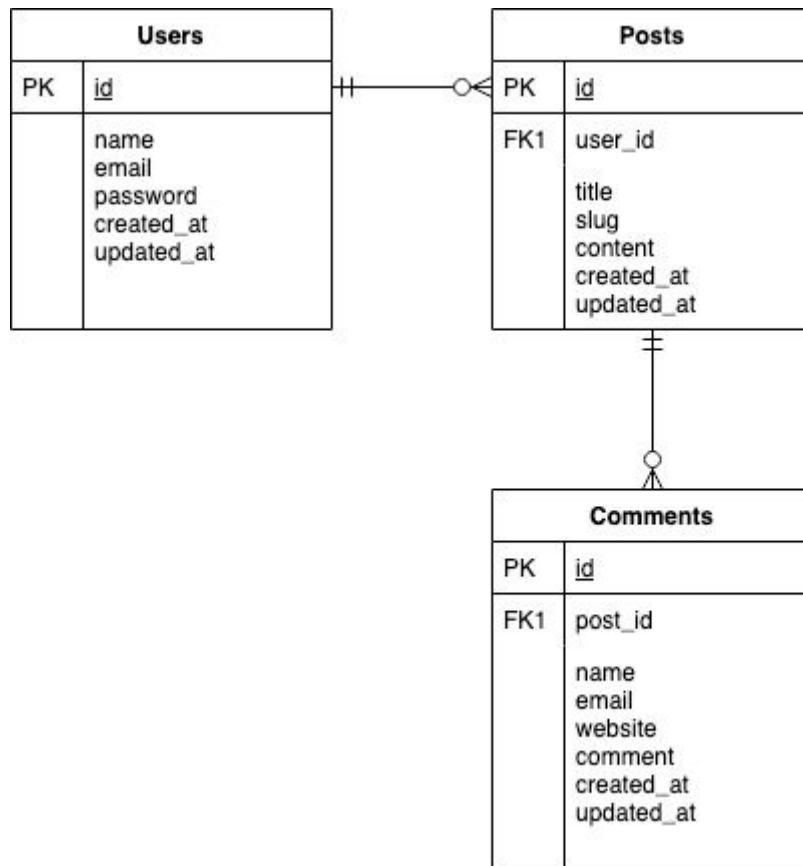 Users
PK id
name
email
password
created_at
updated_at
Posts
PK id
FK1 user_id
title
slug
content
created_at
updated_at
Comments
PK id
FK1 post_id
name
email
website
comment
created_at
updated_at